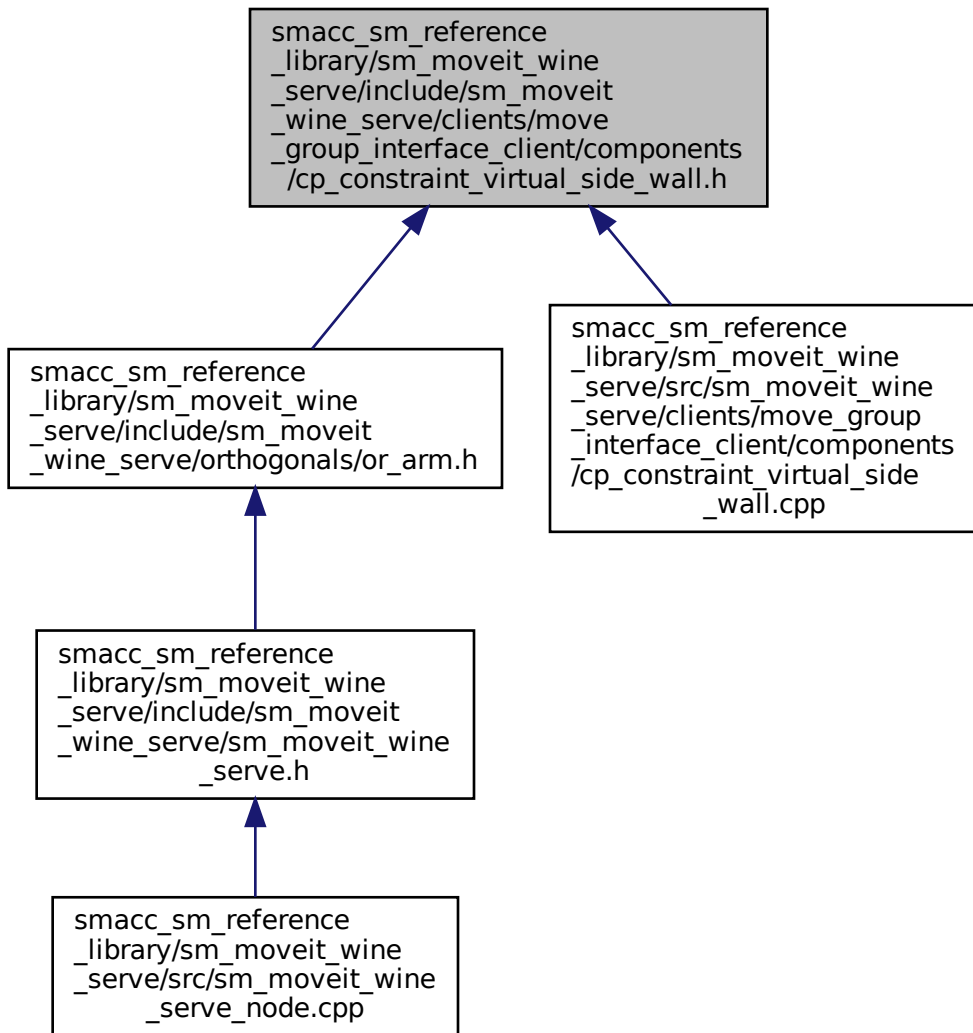 smacc_sm_reference
_library/sm_moveit_wine
_serve/include/sm_moveit
_wine_serve/clients/move
_group_interface_client/components
/cp_constraint_virtual_side_wall.h
smacc_sm_reference
_library/sm_moveit_wine
_serve/include/sm_moveit
_wine_serve/orthogonals/or_arm.h
smacc_sm_reference
_library/sm_moveit_wine
_serve/src/sm_moveit_wine
_serve/clients/move_group
_interface_client/components
/cp_constraint_virtual_side
_wall.cpp
smacc_sm_reference
_library/sm_moveit_wine
_serve/include/sm_moveit
_wine_serve/sm_moveit_wine
_serve.h
smacc_sm_reference
_library/sm_moveit_wine
_serve/src/sm_moveit_wine
_serve_node.cpp